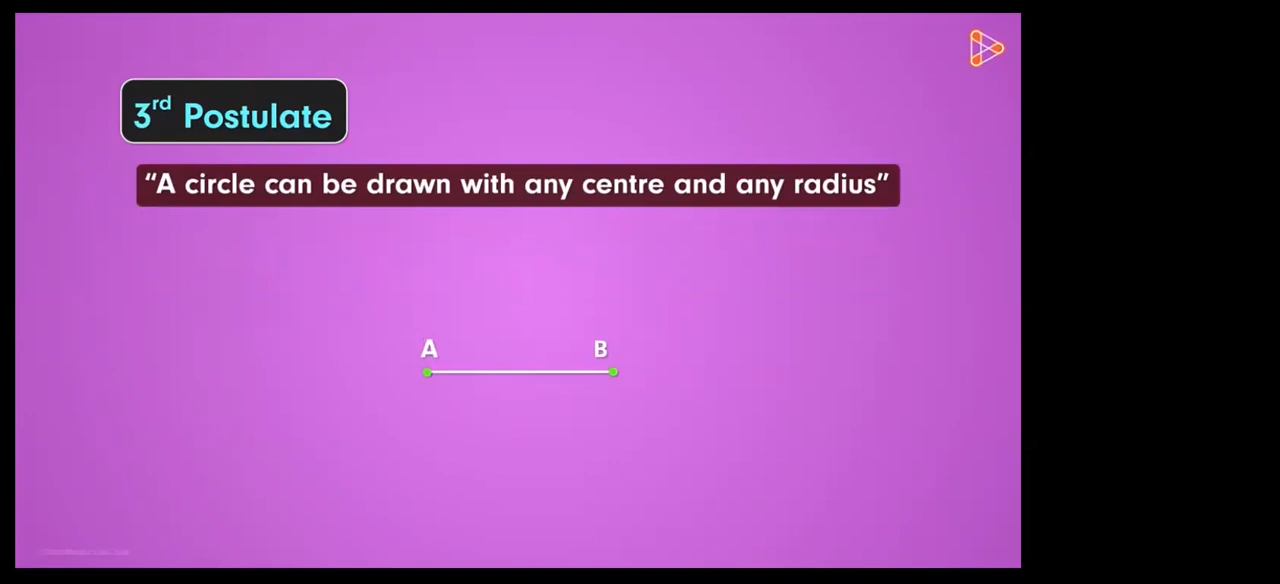 3rd Postulate
“A circle can be drawn with any centre and any radius”
A B